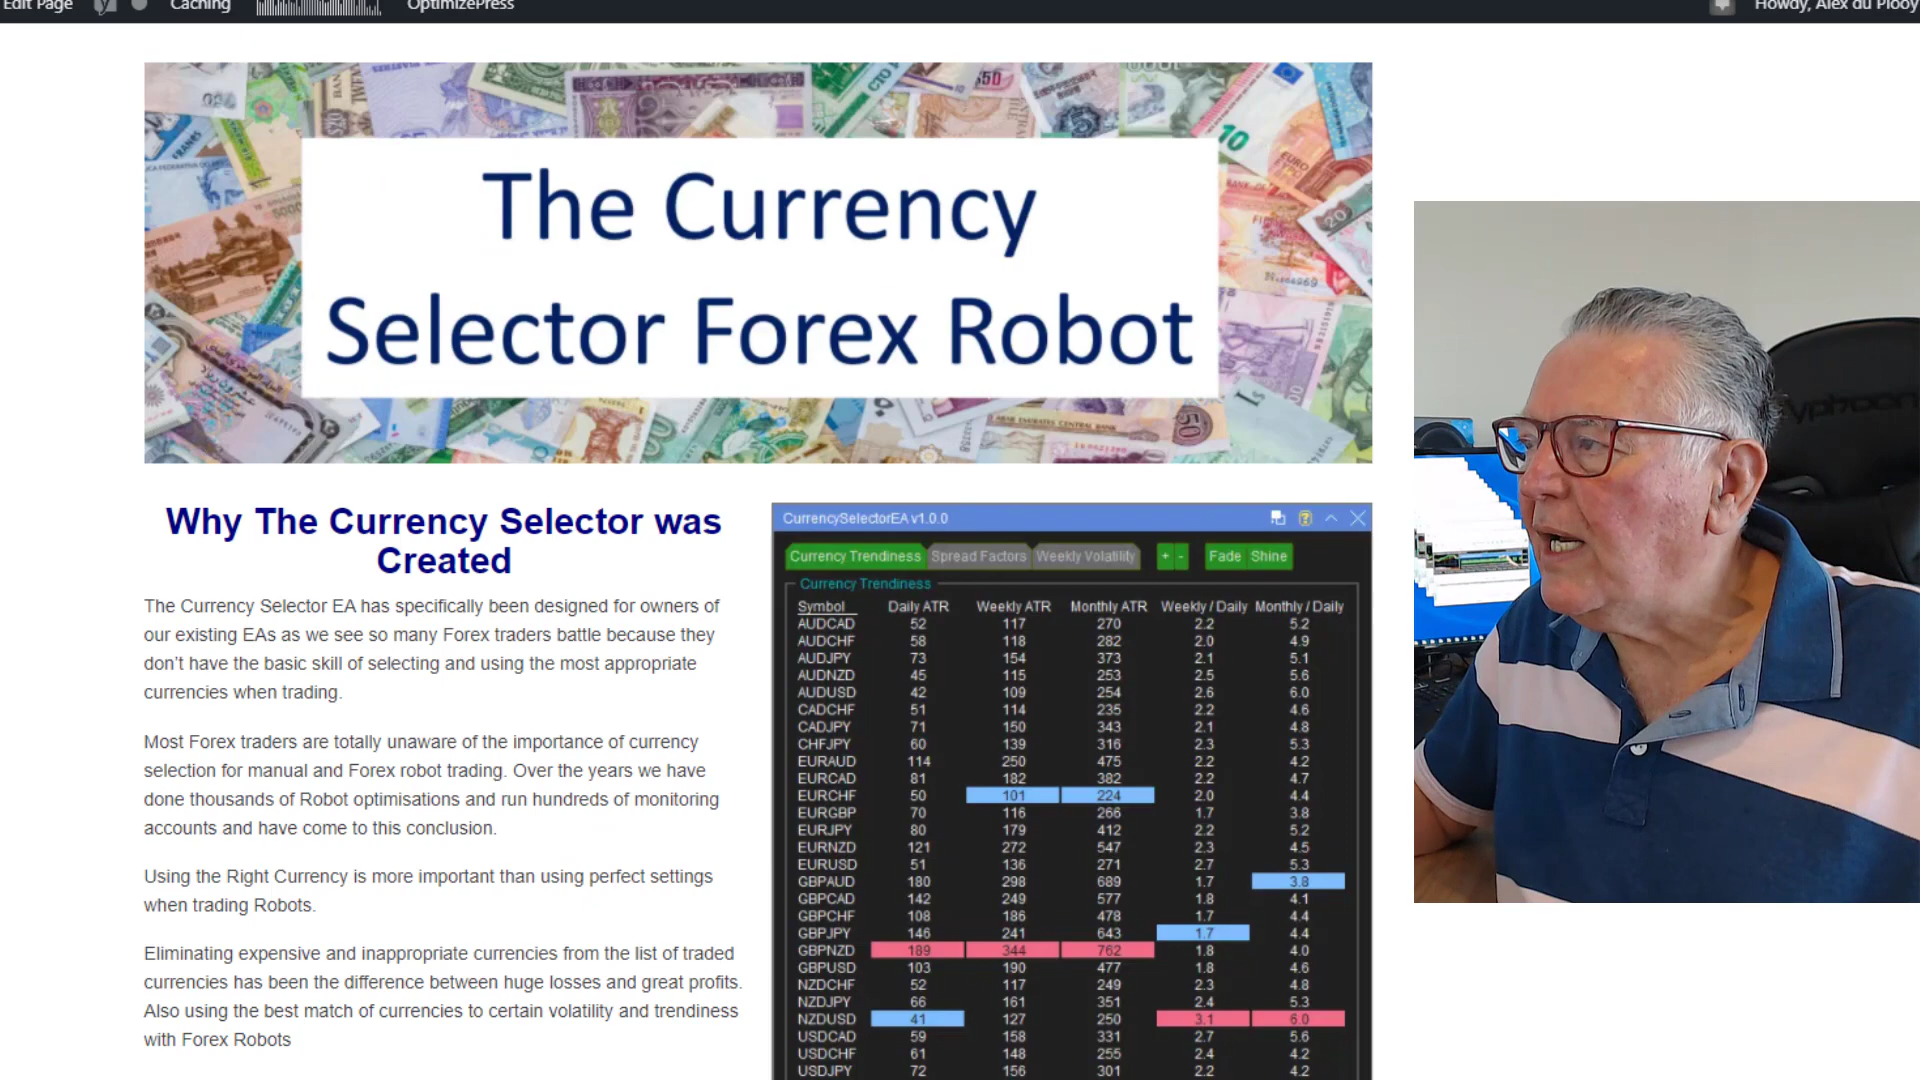 Edit Page Caching OptimizePress Howdy, Alex du Plooy
The Currency
Selector Forex Robot
Why The Currency Selector was
Created
The Currency Selector EA has specifically been designed for owners of
our existing EAs as we see so many Forex traders battle because they
don't have the basic skill of selecting and using the most appropriate
currencies when trading.
Most Forex traders are totally unaware of the importance of currency
selection for manual and Forex robot trading. Over the years we have
done thousands of Robot optimisations and run hundreds of monitoring
accounts and have come to this conclusion.
Using the Right Currency is more important than using perfect settings
when trading Robots.
Eliminating expensive and inappropriate currencies from the list of traded
currencies has been the difference between huge losses and great profits.
Also using the best match of currencies to certain volatility and trendiness
with Forex Robots
CurrencySelectorEA v1.0.0
Currency Trendiness Spread Factors Weekly Volatility + - Fade Shine
Currency Trendiness
Symbol Daily ATR Weekly ATR Monthly ATR Weekly / Daily Monthly / Daily
AUDCAD 52 117 270 2.2 5.2
AUDCHF 58 118 282 2.0 4.9
AUDJPY 73 154 373 2.1 5.1
AUDNZD 45 115 253 2.5 5.6
AUDUSD 42 109 254 2.6 6.0
CADCHF 51 114 235 2.2 4.6
CADJPY 71 150 343 2.1 4.8
CHFJPY 60 139 316 2.3 5.3
EURAUD 114 250 475 2.2 4.2
EURCAD 81 182 382 2.2 4.7
EURCHF 50 101 224 2.0 4.4
EURGBP 70 116 266 1.7 3.8
EURJPY 80 179 412 2.2 5.2
EURNZD 121 272 547 2.3 4.5
EURUSD 51 136 271 2.7 5.3
GBPAUD 180 298 689 1.7 3.8
GBPCAD 142 249 577 1.8 4.1
GBPCHF 108 186 478 1.7 4.4
GBPJPY 146 241 643 1.7 4.4
GBPNZD 189 344 762 1.8 4.0
GBPUSD 103 190 477 1.8 4.6
NZDCHF 52 117 249 2.3 4.8
NZDJPY 66 161 351 2.4 5.3
NZDUSD 41 127 250 3.1 6.0
USDCAD 59 158 331 2.7 5.6
USDCHF 61 148 255 2.4 4.2
USDJPY 72 156 301 2.2 4.2